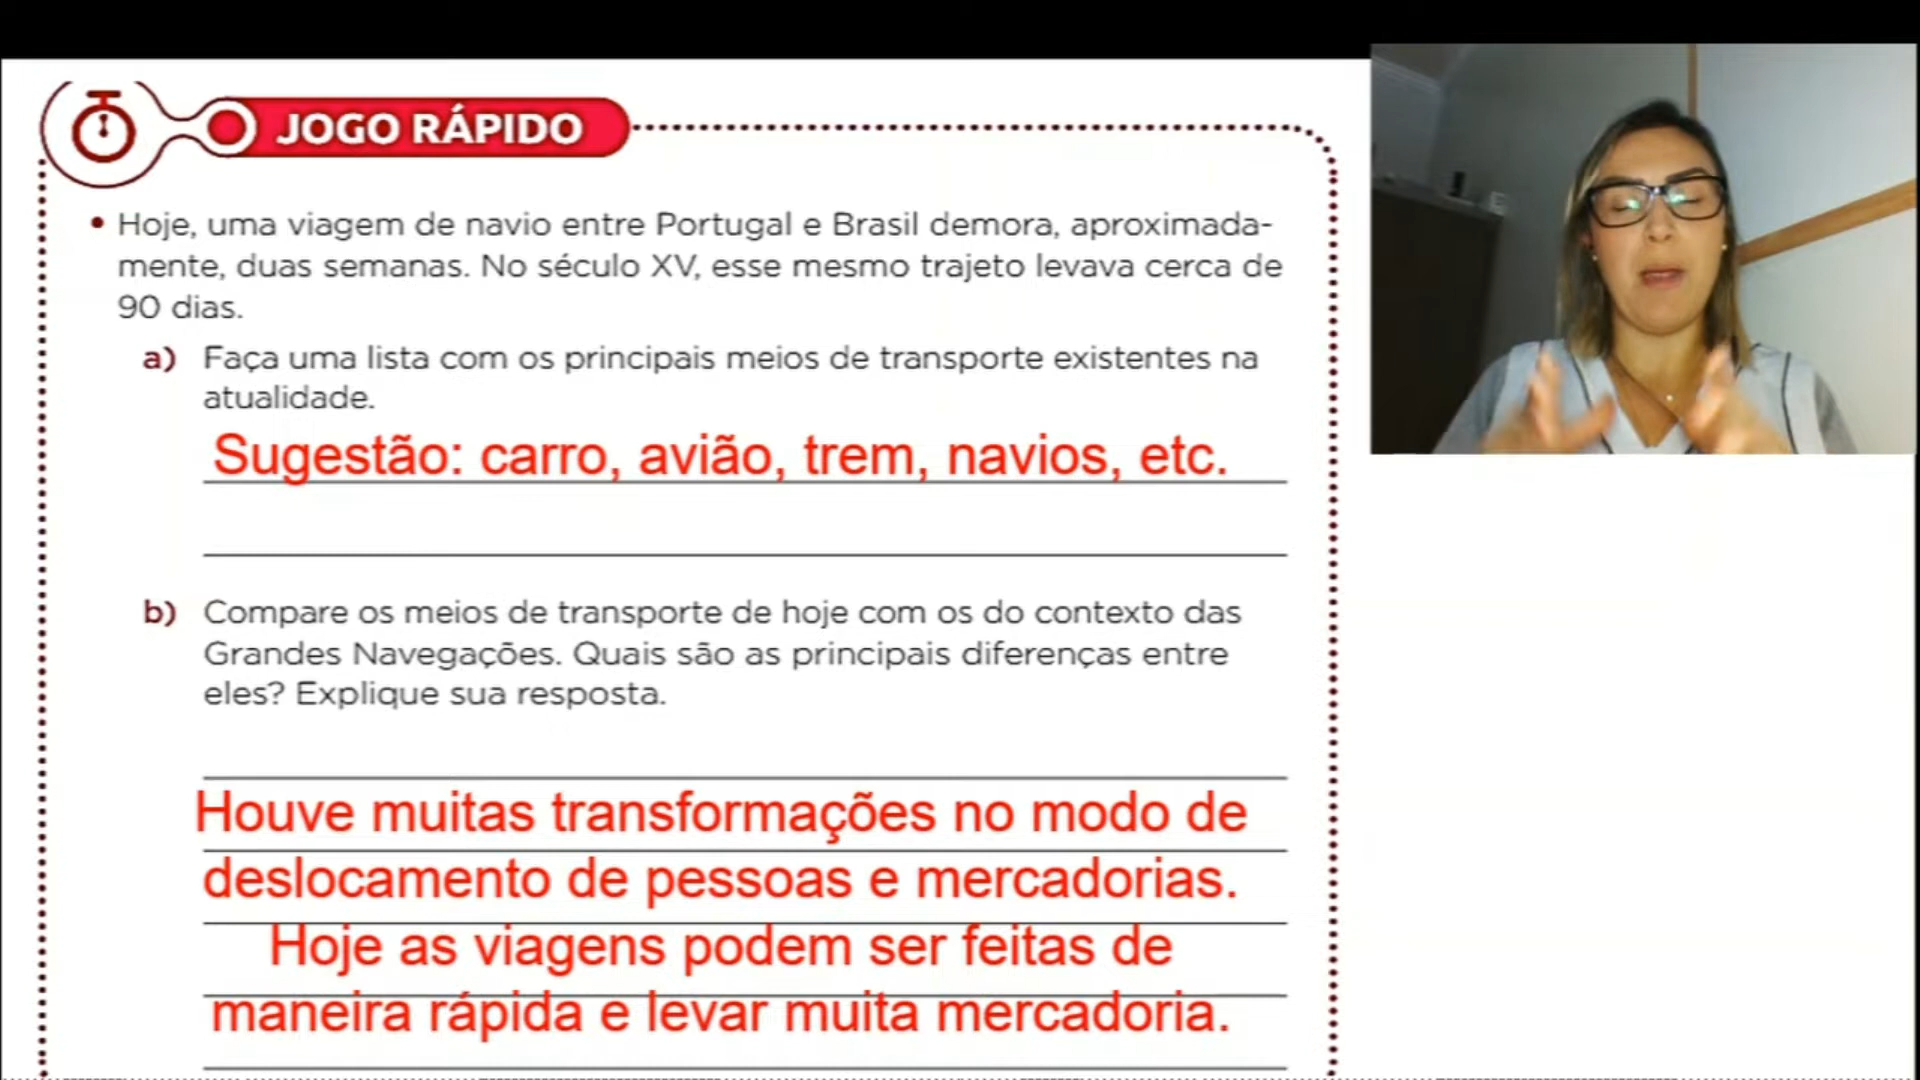 JOGO RÁPIDO
• Hoje, uma viagem de navio entre Portugal e Brasil demora, aproximada-
mente, duas semanas. No século XV, esse mesmo trajeto levava cerca de
90 dias.
a) Faça uma lista com os principais meios de transporte existentes na
atualidade.
Sugestão: carro, avião, trem, navios, etc.
b) Compare os meios de transporte de hoje com os do contexto das
Grandes Navegações. Quais são as principais diferenças entre
eles? Explique sua resposta.
Houve muitas transformações no modo de
deslocamento de pessoas e mercadorias.
Hoje as viagens podem ser feitas de
maneira rápida e levar muita mercadoria.